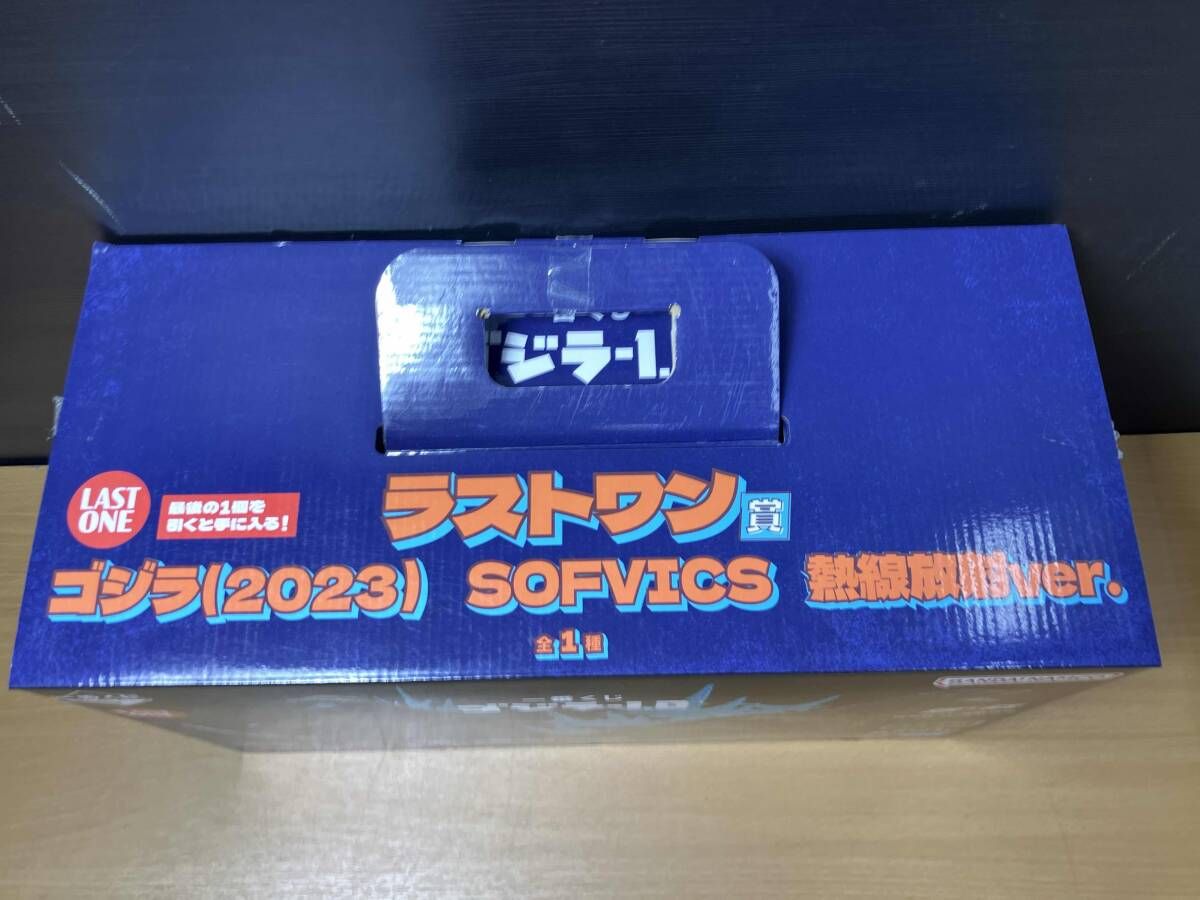 ジラ-1.
LAST
ONE
最後の1個を
引くと手に入る!
ラストワン賞
ゴジラ(2023) SOFVICS 熱線放射ver.
全1種